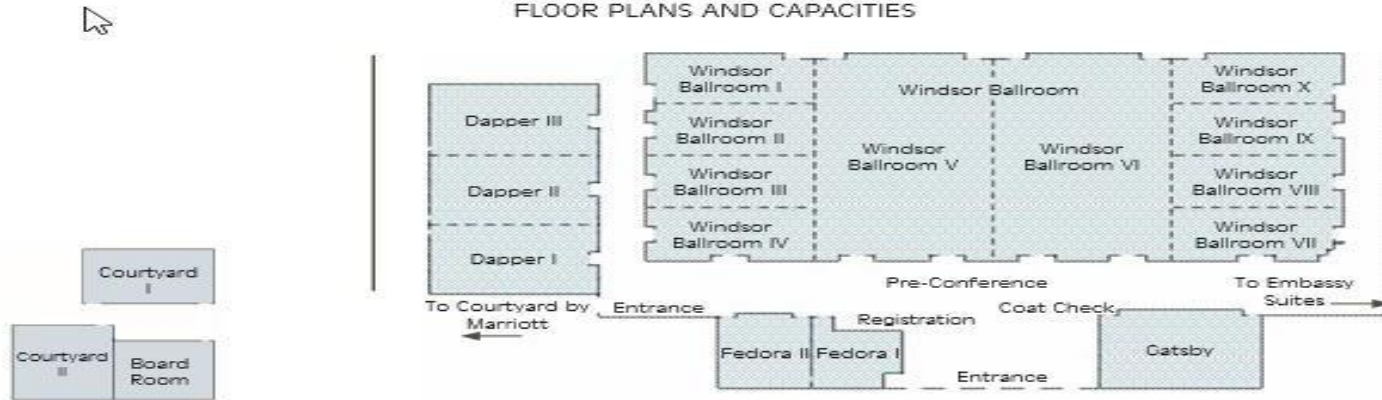 FLOOR PLANS AND CAPACITIES
Windsor
Ballroom I
Windsor
Ballroom II
Windsor
Ballroom III
Windsor
Ballroom IV
Windsor Ballroom
Windsor
Ballroom V
Windsor
Ballroom VI
Windsor
Ballroom X
Windsor
Ballroom IX
Windsor
Ballroom VIII
Windsor
Ballroom VII
Dapper III
Dapper II
Dapper I
Courtyard
I
Courtyard
II
Board
Room
To Courtyard by
Marriott
Entrance
Pre-Conference
To Embassy
Suites
Coat Check
Registration
Fedora II
Fedora I
Gatsby
Entrance